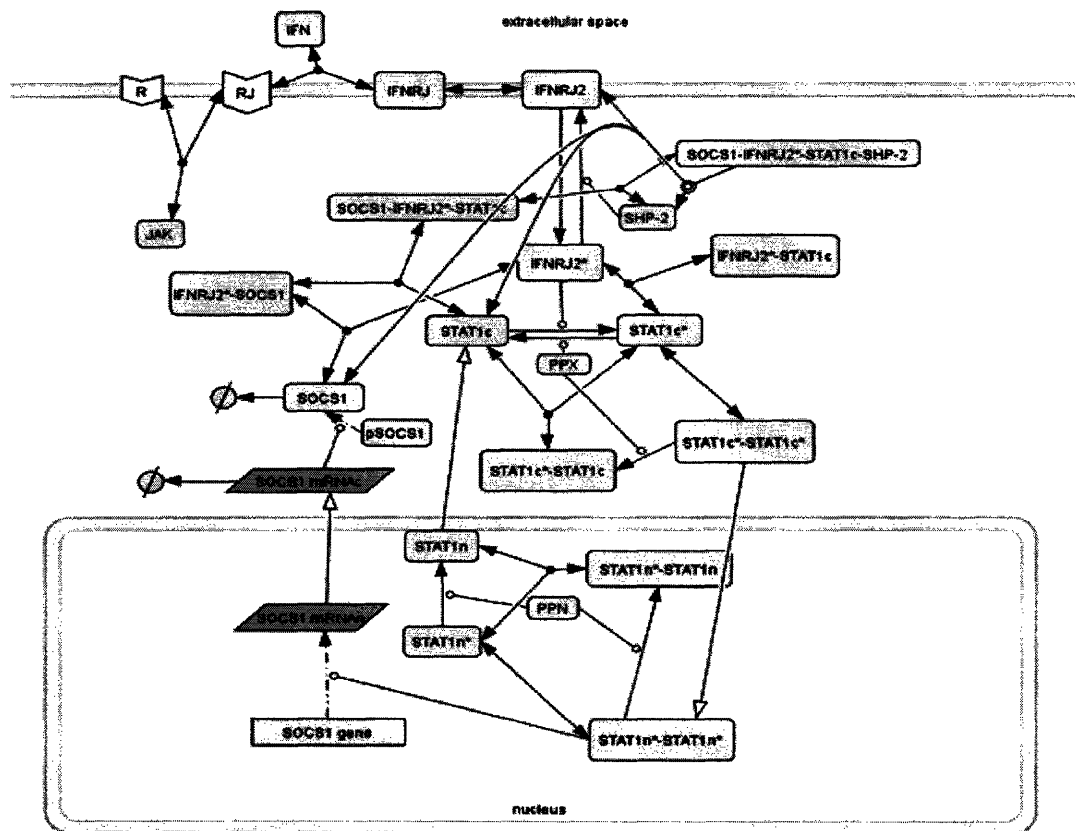 extracellular space
IFN
R
RJ
IFNRJ
IFNRJ2
SOCS1-IFNRJ2*-STAT1c-SHP-2
SOCS1-IFNRJ2*-STAT1c
SHP-2
JAK
IFNRJ2*
IFNRJ2*-STAT1c
IFNRJ2*-SOCS1
STAT1c
STAT1c*
PPX
SOCS1
pSOCS1
STAT1c*-STAT1c*
STAT1c*-STAT1c
SOCS1 mRNAc
STAT1n
STAT1n*-STAT1n
PPN
SOCS1 mRNAn
STAT1n*
SOCS1 gene
STAT1n*-STAT1n*
nucleus